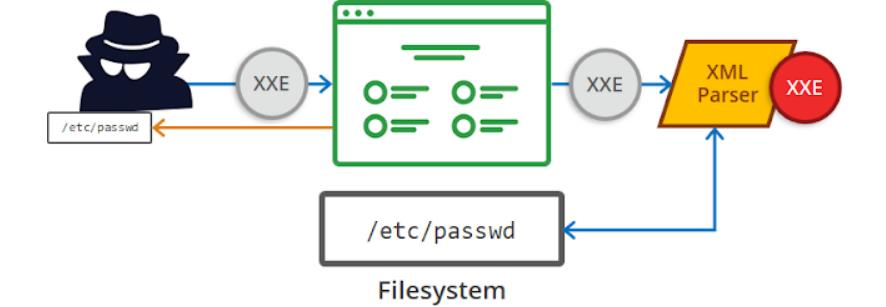 XXE
XXE
XML
Parser
XXE
/etc/passwd
/etc/passwd
Filesystem